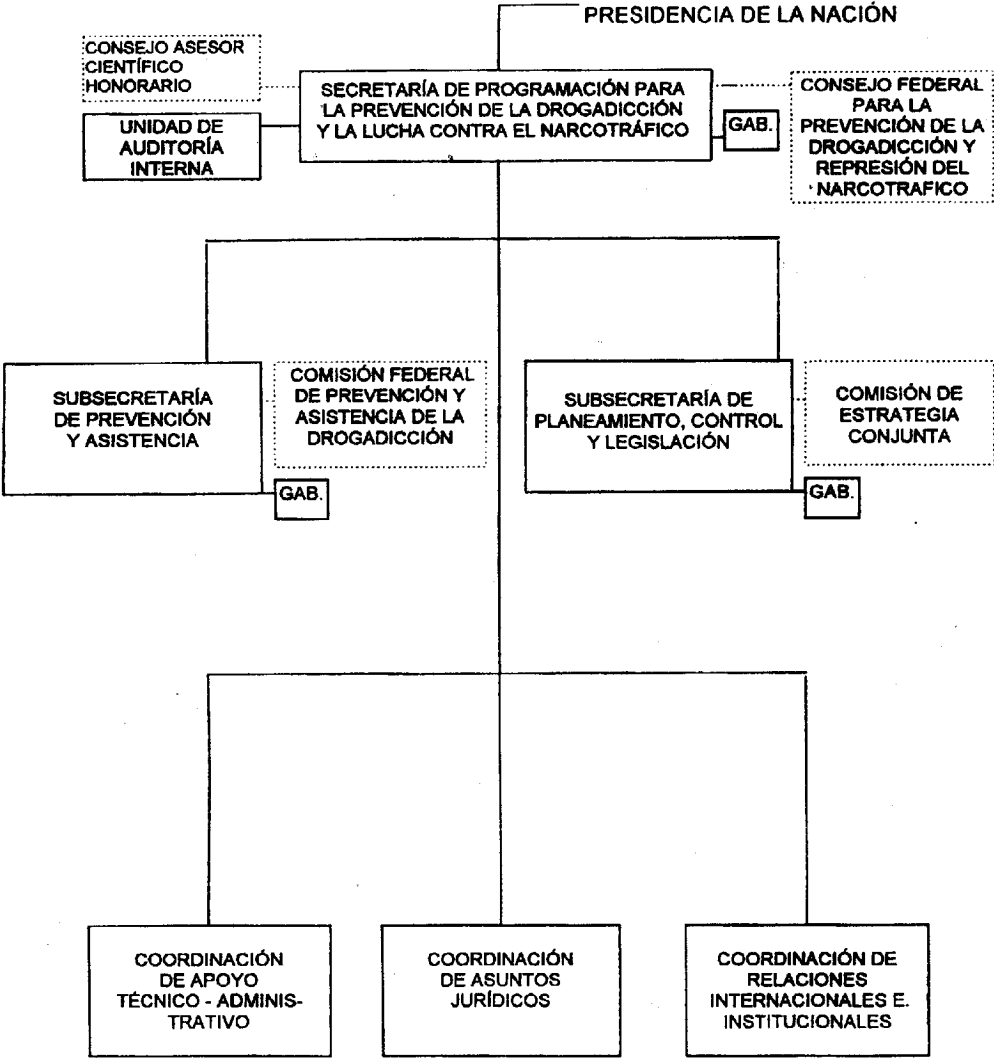 PRESIDENCIA DE LA NACIÓN
CONSEJO ASESOR
CIENTÍFICO
HONORARIO
SECRETARÍA DE PROGRAMACIÓN PARA
LA PREVENCIÓN DE LA DROGADICCIÓN
Y LA LUCHA CONTRA EL NARCOTRÁFICO
CONSEJO FEDERAL
PARA LA
PREVENCIÓN DE LA
DROGADICCIÓN Y
REPRESIÓN DEL
NARCOTRAFICO
UNIDAD DE
AUDITORÍA
INTERNA
GAB.
SUBSECRETARÍA
DE PREVENCIÓN
Y ASISTENCIA
COMISIÓN FEDERAL
DE PREVENCIÓN Y
ASISTENCIA DE LA
DROGADICCIÓN
GAB.
SUBSECRETARÍA DE
PLANEAMIENTO, CONTROL
Y LEGISLACIÓN
COMISIÓN DE
ESTRATEGIA
CONJUNTA
GAB.
COORDINACIÓN
DE APOYO
TÉCNICO - ADMINIS-
TRATIVO
COORDINACIÓN
DE ASUNTOS
JURÍDICOS
COORDINACIÓN DE
RELACIONES
INTERNACIONALES E.
INSTITUCIONALES